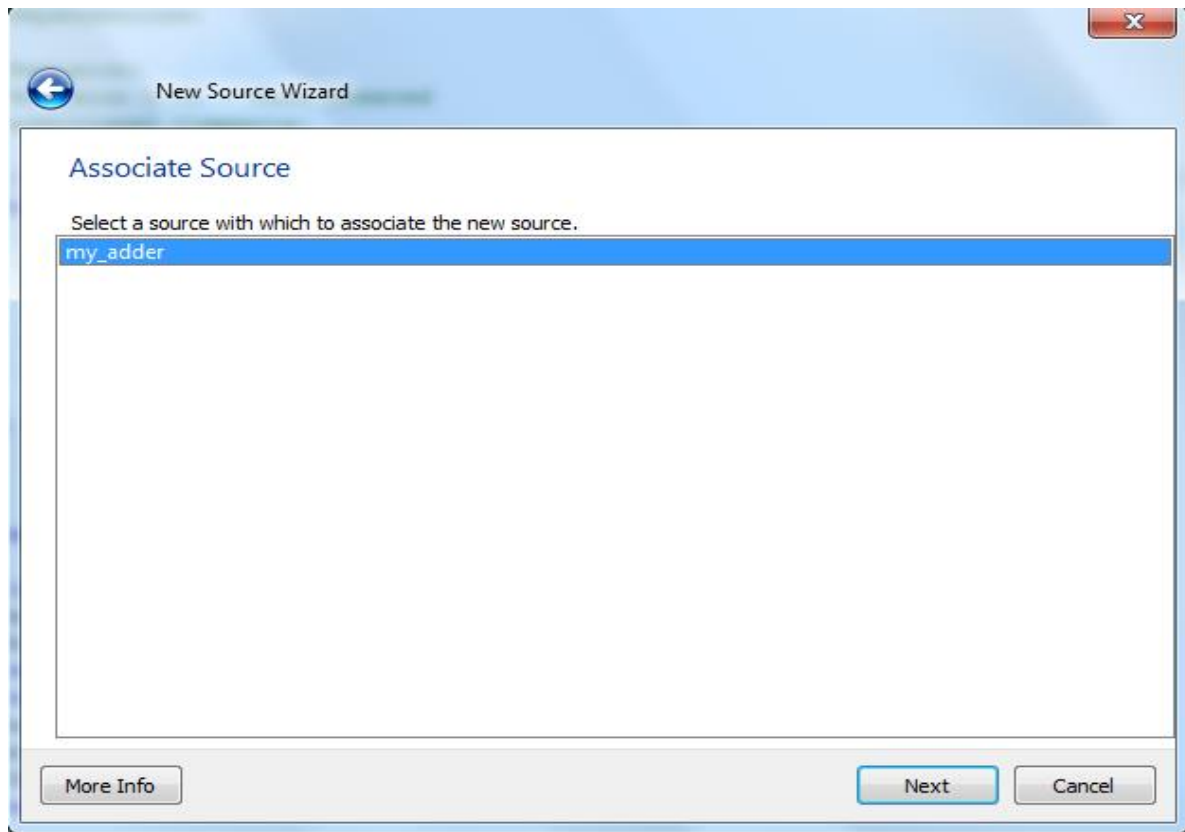 New Source Wizard
Associate Source
Select a source with which to associate the new source.
my_adder
More Info
Next
Cancel